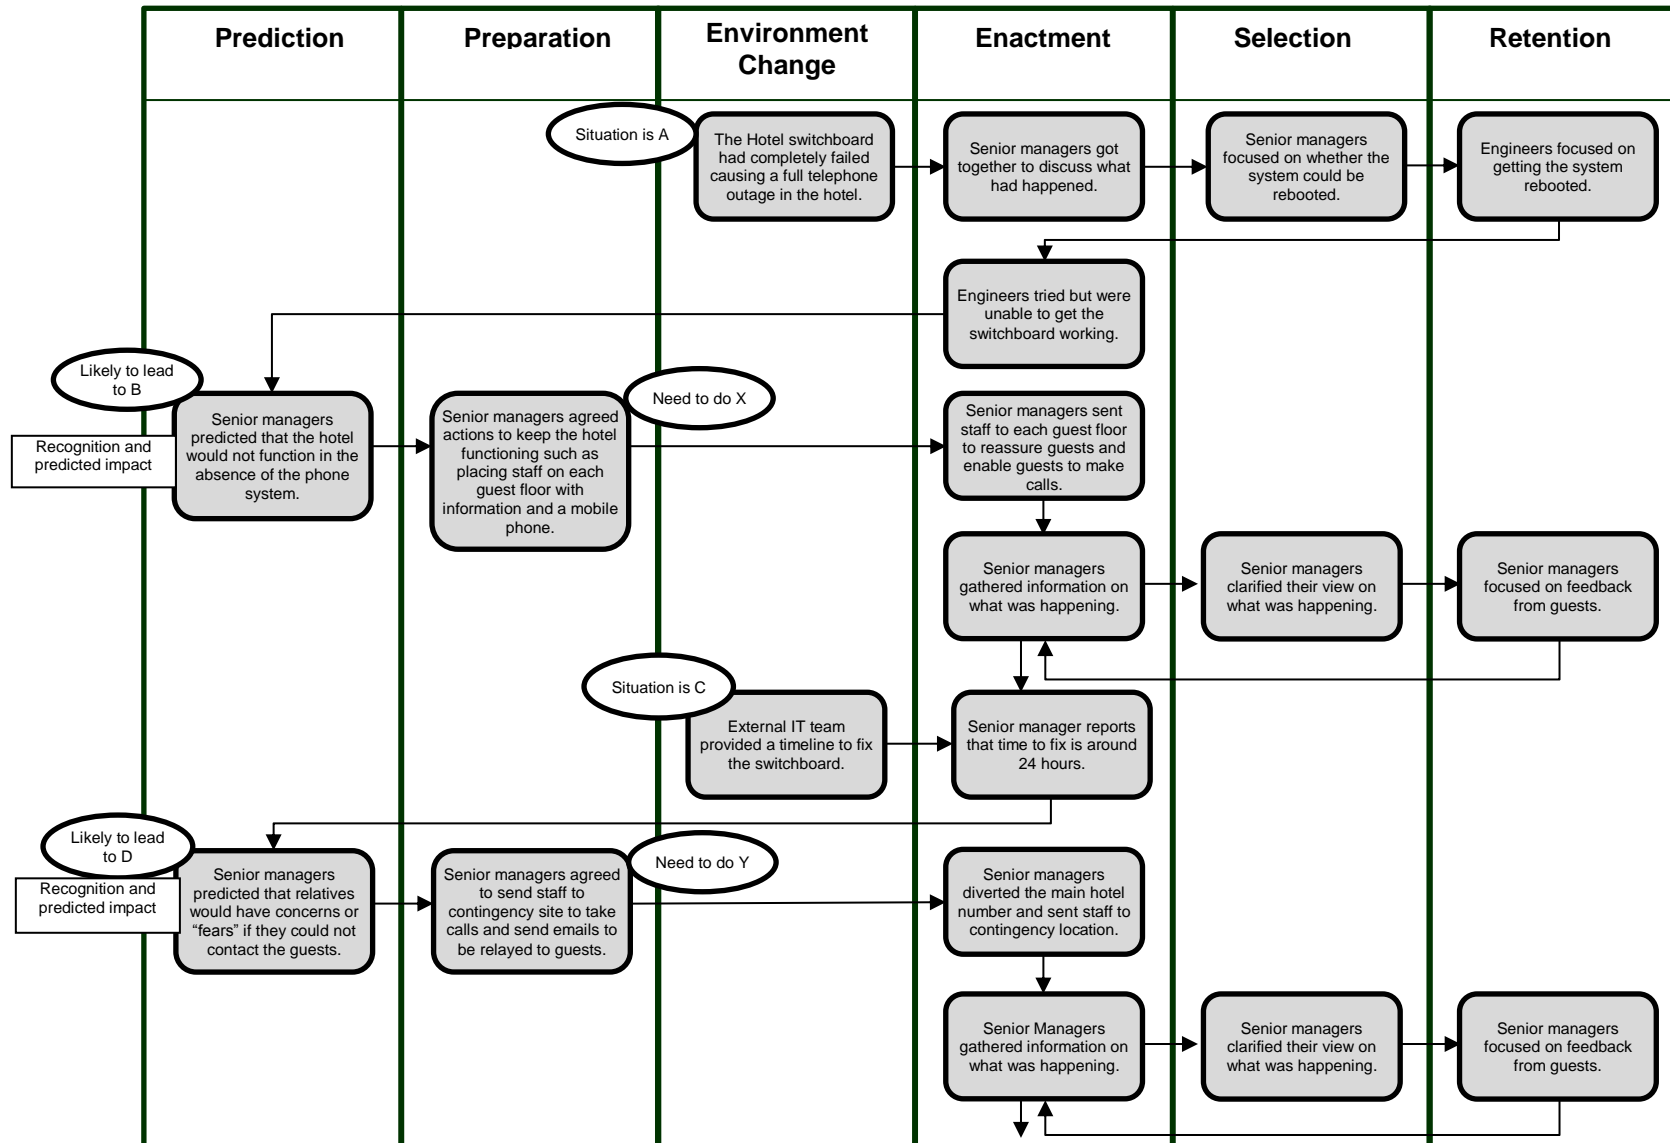 Prediction
Preparation
Environment
Change
Enactment
Selection
Retention
Situation is A
The Hotel switchboard
had completely failed
causing a full telephone
outage in the hotel.
Senior managers got
together to discuss what
had happened.
Senior managers
focused on whether the
system could be
rebooted.
Engineers focused on
getting the system
rebooted.
Engineers tried but were
unable to get the
switchboard working.
Likely to lead
to B
Recognition and
predicted impact
Senior managers
predicted that the hotel
would not function in the
absence of the phone
system.
Senior managers agreed
actions to keep the hotel
functioning such as
placing staff on each
guest floor with
information and a mobile
phone.
Need to do X
Senior managers sent
staff to each guest floor
to reassure guests and
enable guests to make
calls.
Senior managers
gathered information on
what was happening.
Senior managers
clarified their view on
what was happening.
Senior managers
focused on feedback
from guests.
Situation is C
External IT team
provided a timeline to fix
the switchboard.
Senior manager reports
that time to fix is around
24 hours.
Likely to lead
to D
Recognition and
predicted impact
Senior managers
predicted that relatives
would have concerns or
“fears” if they could not
contact the guests.
Senior managers agreed
to send staff to
contingency site to take
calls and send emails to
be relayed to guests.
Need to do Y
Senior managers
diverted the main hotel
number and sent staff to
contingency location.
Senior Managers
gathered information on
what was happening.
Senior managers
clarified their view on
what was happening.
Senior managers
focused on feedback
from guests.